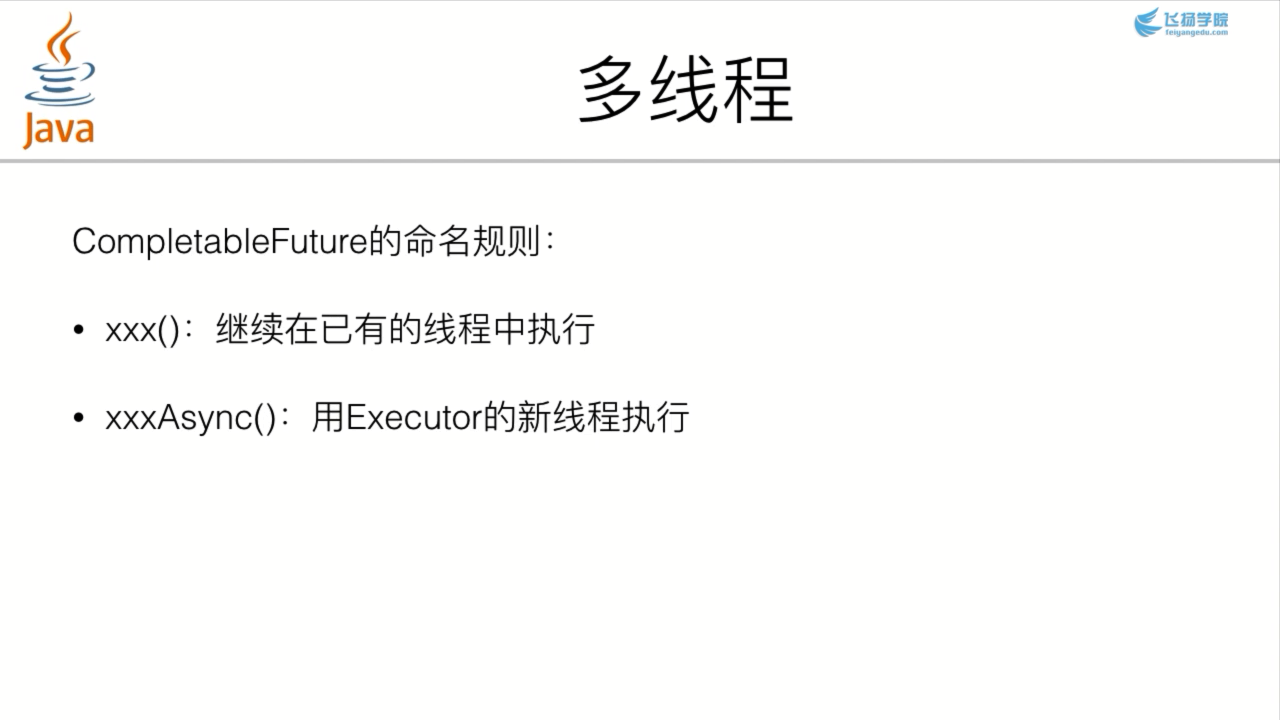 飞扬学院
feiyangedu.com
Java
多线程
CompletableFuture的命名规则：
• xxx()：继续在已有的线程中执行
• xxxAsync()：用Executor的新线程执行